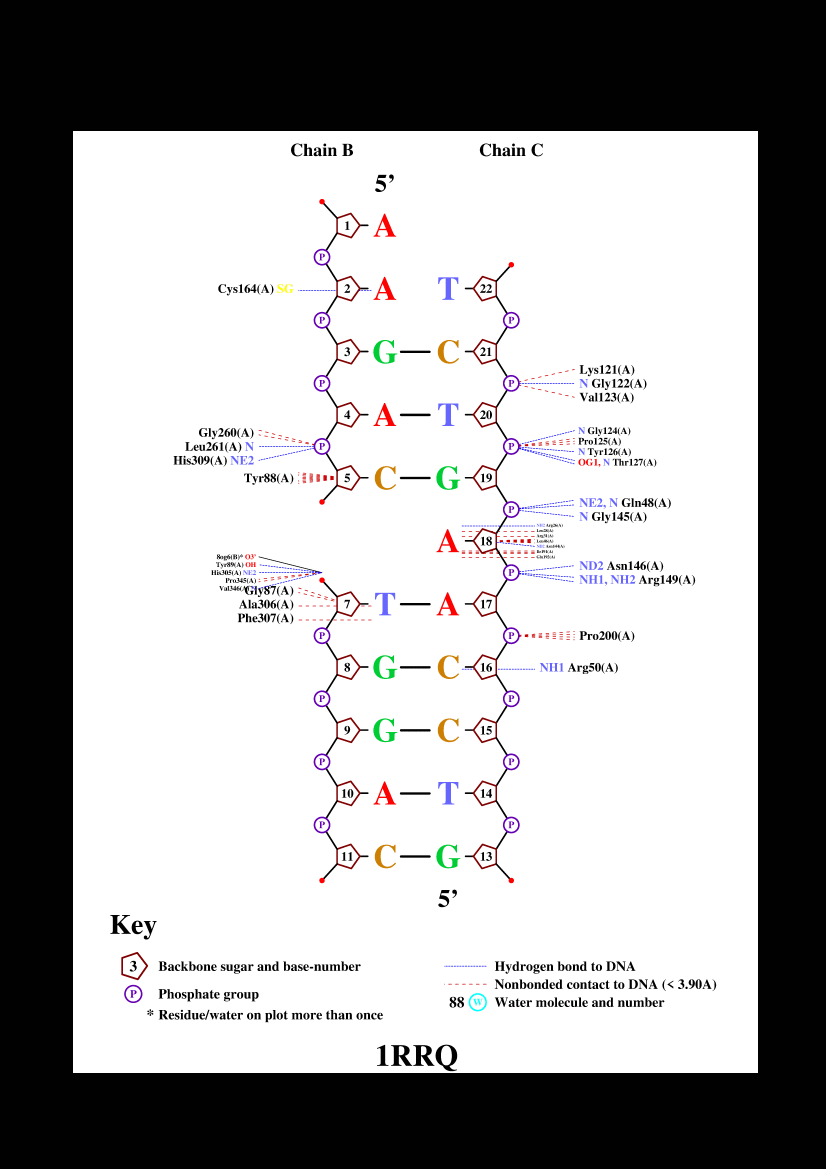 Chain B Chain C
5’
1 A
P
Cys164(A) SG 2 A T 22
P P
3 G C 21
Lys121(A)
P P N Gly122(A)
Val123(A)
4 A T 20
N Gly124(A)
Gly260(A)
Pro125(A)
Leu261(A) N P P
N Tyr126(A)
His309(A) NE2
OG1, N Thr127(A)
Tyr88(A) 5 C G 19
NE2, N Gln48(A)
P
N Gly145(A)
A 18
8og6(B)* O3'
Tyr89(A) OH
ND2 Asn146(A)
His305(A) NE2 P
NH1, NH2 Arg149(A)
Pro345(A)
Val346(A)
Gly87(A)
Ala306(A) 7 T A 17
Phe307(A)
P P Pro200(A)
8 G C 16 NH1 Arg50(A)
P P
9 G C 15
P P
10 A T 14
P P
11 C G 13
5’
Key
3 Backbone sugar and base-number
P Phosphate group
* Residue/water on plot more than once
Hydrogen bond to DNA
Nonbonded contact to DNA (< 3.90A)
88 W Water molecule and number
1RRQ